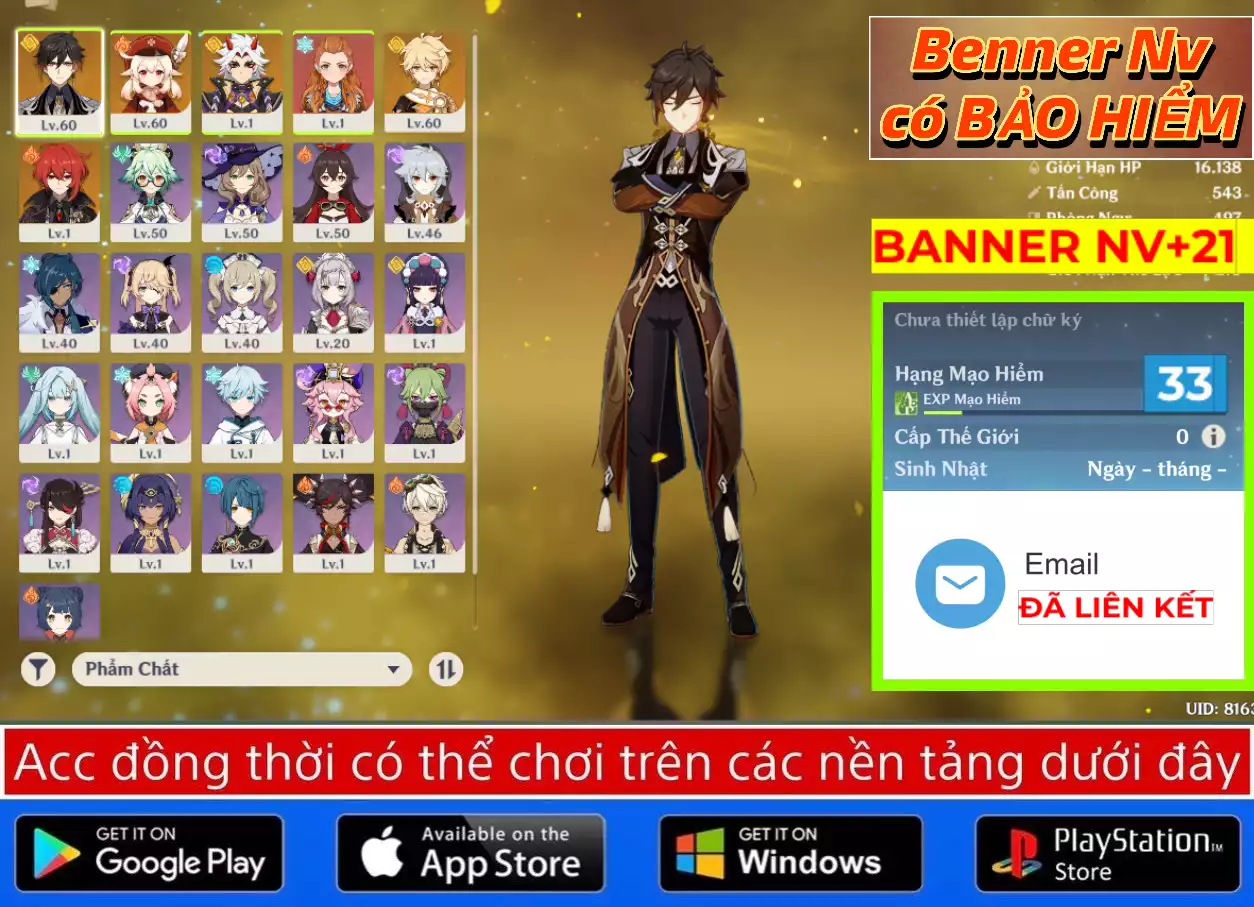 Benner Nv
có BẢO HIỂM
Giới Hạn HP 16.138
Tấn Công 543
BANNER NV+21
Chưa thiết lập chữ ký
Hạng Mạo Hiểm 33
EXP Mạo Hiểm
Cấp Thế Giới 0
Sinh Nhật Ngày - tháng -
Email
ĐÃ LIÊN KẾT
Lv.60 Lv.60 Lv.1 Lv.1 Lv.60
Lv.1 Lv.50 Lv.50 Lv.50 Lv.46
Lv.40 Lv.40 Lv.40 Lv.20 Lv.1
Lv.1 Lv.1 Lv.1 Lv.1 Lv.1
Lv.1 Lv.1 Lv.1 Lv.1 Lv.1
Phẩm Chất
UID: 8163
Acc đồng thời có thể chơi trên các nền tảng dưới đây
GET IT ON
Google Play
Available on the
App Store
GET IT ON
Windows
PlayStation™
Store